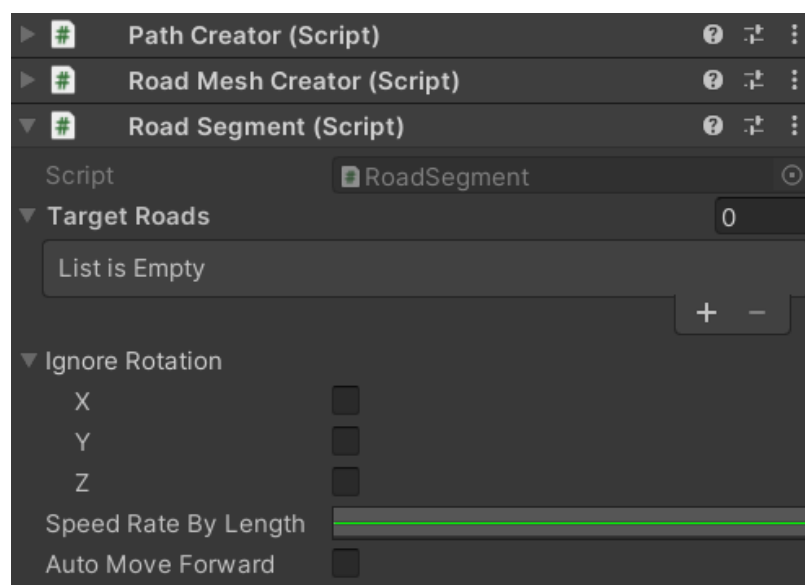 # Path Creator (Script)
# Road Mesh Creator (Script)
# Road Segment (Script)
Script # RoadSegment
Target Roads 0
List is Empty
+ −
Ignore Rotation
X
Y
Z
Speed Rate By Length
Auto Move Forward